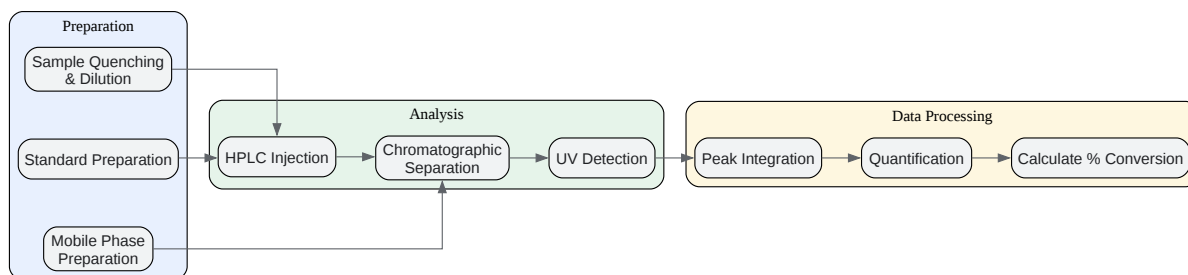 Preparation
Sample Quenching
& Dilution
Standard Preparation
Mobile Phase
Preparation
Analysis
HPLC Injection
Chromatographic
Separation
UV Detection
Data Processing
Peak Integration
Quantification
Calculate % Conversion